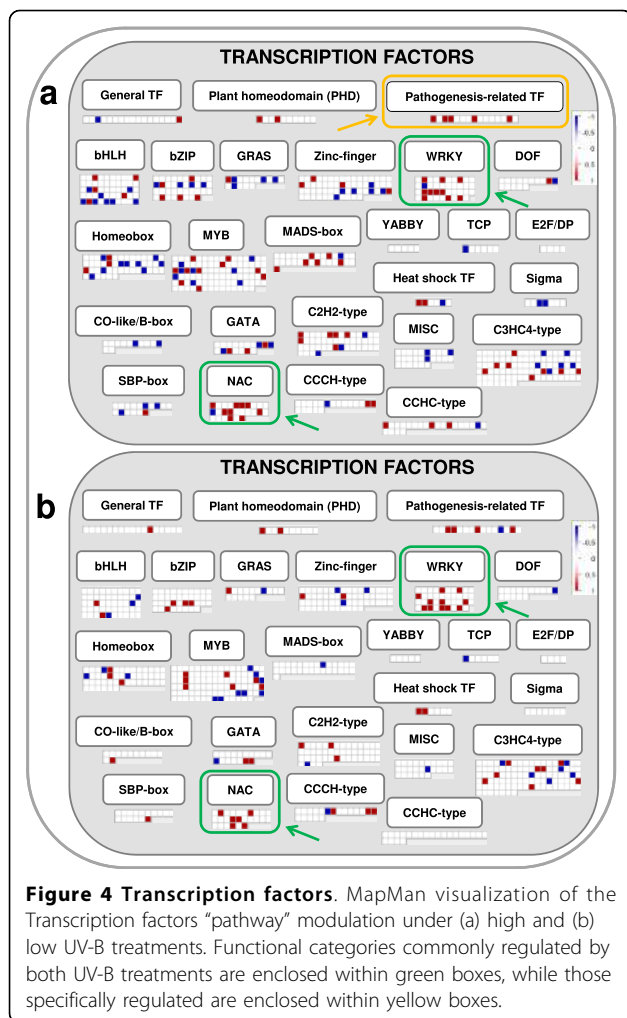 TRANSCRIPTION FACTORS
a
General TF
Plant homeodomain (PHD)
Pathogenesis-related TF
bHLH
bZIP
GRAS
Zinc-finger
WRKY
DOF
Homeobox
MYB
MADS-box
YABBY
TCP
E2F/DP
Heat shock TF
Sigma
CO-like/B-box
GATA
C2H2-type
MISC
C3HC4-type
SBP-box
NAC
CCCH-type
CCHC-type
TRANSCRIPTION FACTORS
b
General TF
Plant homeodomain (PHD)
Pathogenesis-related TF
bHLH
bZIP
GRAS
Zinc-finger
WRKY
DOF
Homeobox
MYB
MADS-box
YABBY
TCP
E2F/DP
Heat shock TF
Sigma
CO-like/B-box
GATA
C2H2-type
MISC
C3HC4-type
SBP-box
NAC
CCCH-type
CCHC-type
Figure 4 Transcription factors. MapMan visualization of the
Transcription factors “pathway” modulation under (a) high and (b)
low UV-B treatments. Functional categories commonly regulated by
both UV-B treatments are enclosed within green boxes, while those
specifically regulated are enclosed within yellow boxes.